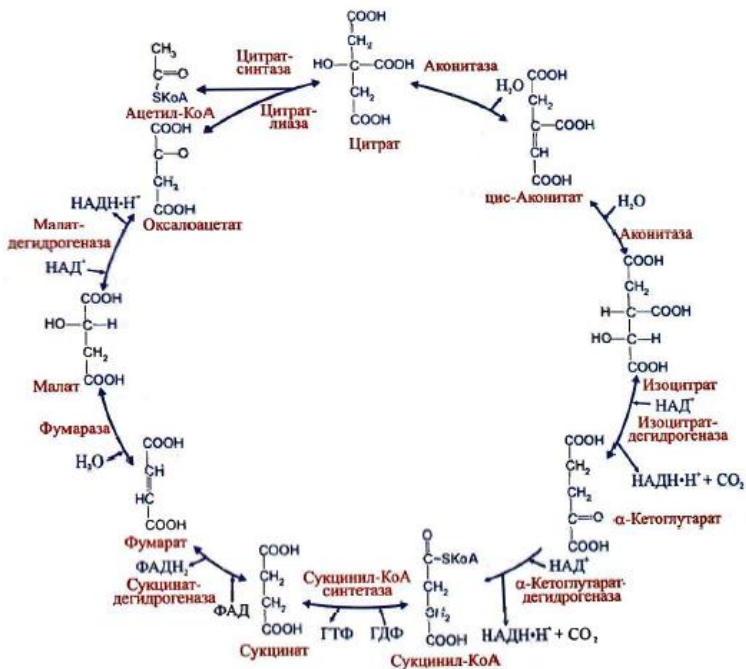 COOH
CH₂
HO–C–COOH
CH₂
COOH
Цитрат
Цитрат-
синтаза
Цитрат-
лиаза
CH₃
C=O
SKoA
Ацетил-КоА
COOH
C–O
CH₂
COOH
Оксалоацетат
Аконитаза
H₂O
COOH
CH₂
C–COOH
CH
COOH
цис-Аконитат
H₂O
Аконитаза
COOH
CH₂
H–C–COOH
HO–C–H
COOH
Изоцитрат
НАД⁺
Изоцитрат-
дегидрогеназа
НАДН·Н⁺ + CO₂
COOH
CH₂
CH₂
C=O
COOH
α-Кетоглутарат
НАД⁺
α-Кетоглутарат-
дегидрогеназа
НАДН·Н⁺ + CO₂
O
C–SKoA
CH₂
CH₂
COOH
Сукцинил-КоА
Сукцинил-КоА
синтетаза
ГТФ
ГДФ
COOH
CH₂
CH₂
COOH
Сукцинат
ФАДН₂
Сукцинат-
дегидрогеназа
ФАД
COOH
CH
HC
COOH
Фумарат
Фумараза
H₂O
COOH
HO–C–H
CH₂
COOH
Малат
НАДН·Н⁺
Малат-
дегидрогеназа
НАД⁺